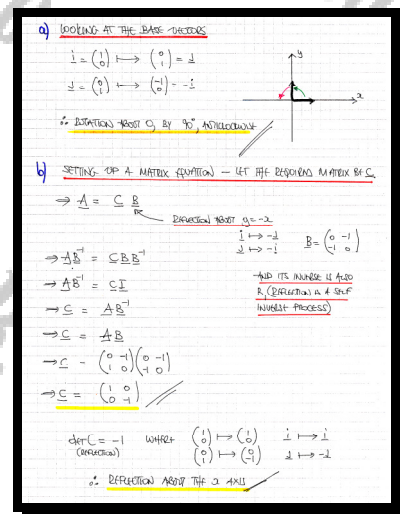 a) LOOKING AT THE BASE VECTORS
i = (1 0) ⟼ (0 1) = j
j = (0 1) ⟼ (-1 0) = -i
y
x
∴ ROTATION ABOUT O, BY 90°, ANTICLOCKWISE
b) SETTING UP A MATRIX EQUATION - LET THE REQUIRED MATRIX BE C.
⇒ A = C B
REFLECTION ABOUT y=-x
i ⟼ -j
j ⟼ -i
B = (0 -1 / -1 0)
⇒ AB⁻¹ = CBB⁻¹
⇒ AB⁻¹ = CI
⇒ C = AB⁻¹
AND ITS INVERSE IS ALSO
B, (REFLECTION IS A SELF
INVERSE PROCESS)
⇒ C = AB
⇒ C = (0 -1 / 1 0)(0 -1 / -1 0)
⇒ C = (1 0 / 0 -1)
det C = -1 WHERE (1 0) ⟼ (1 0) i ⟼ i
(REFLECTION) (0 1) ⟼ (0 -1) j ⟼ -j
∴ REFLECTION ABOUT THE x AXIS